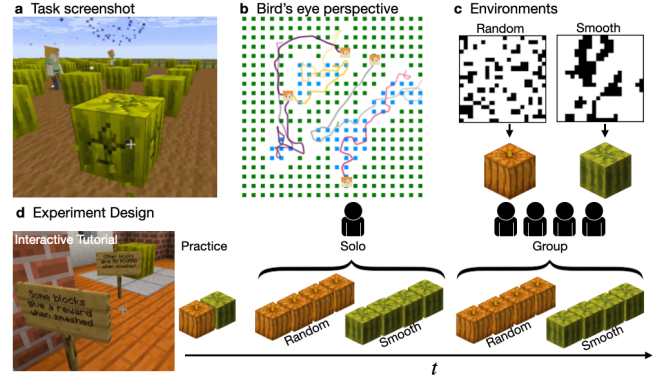 a Task screenshot
b Bird's eye perspective
c Environments
Random
Smooth
d Experiment Design
Interactive Tutorial
Some blocks
give a reward
when smashed
Other blocks
give NO REWARD
when smashed
Practice
Solo
Group
Random
Smooth
Random
Smooth
t